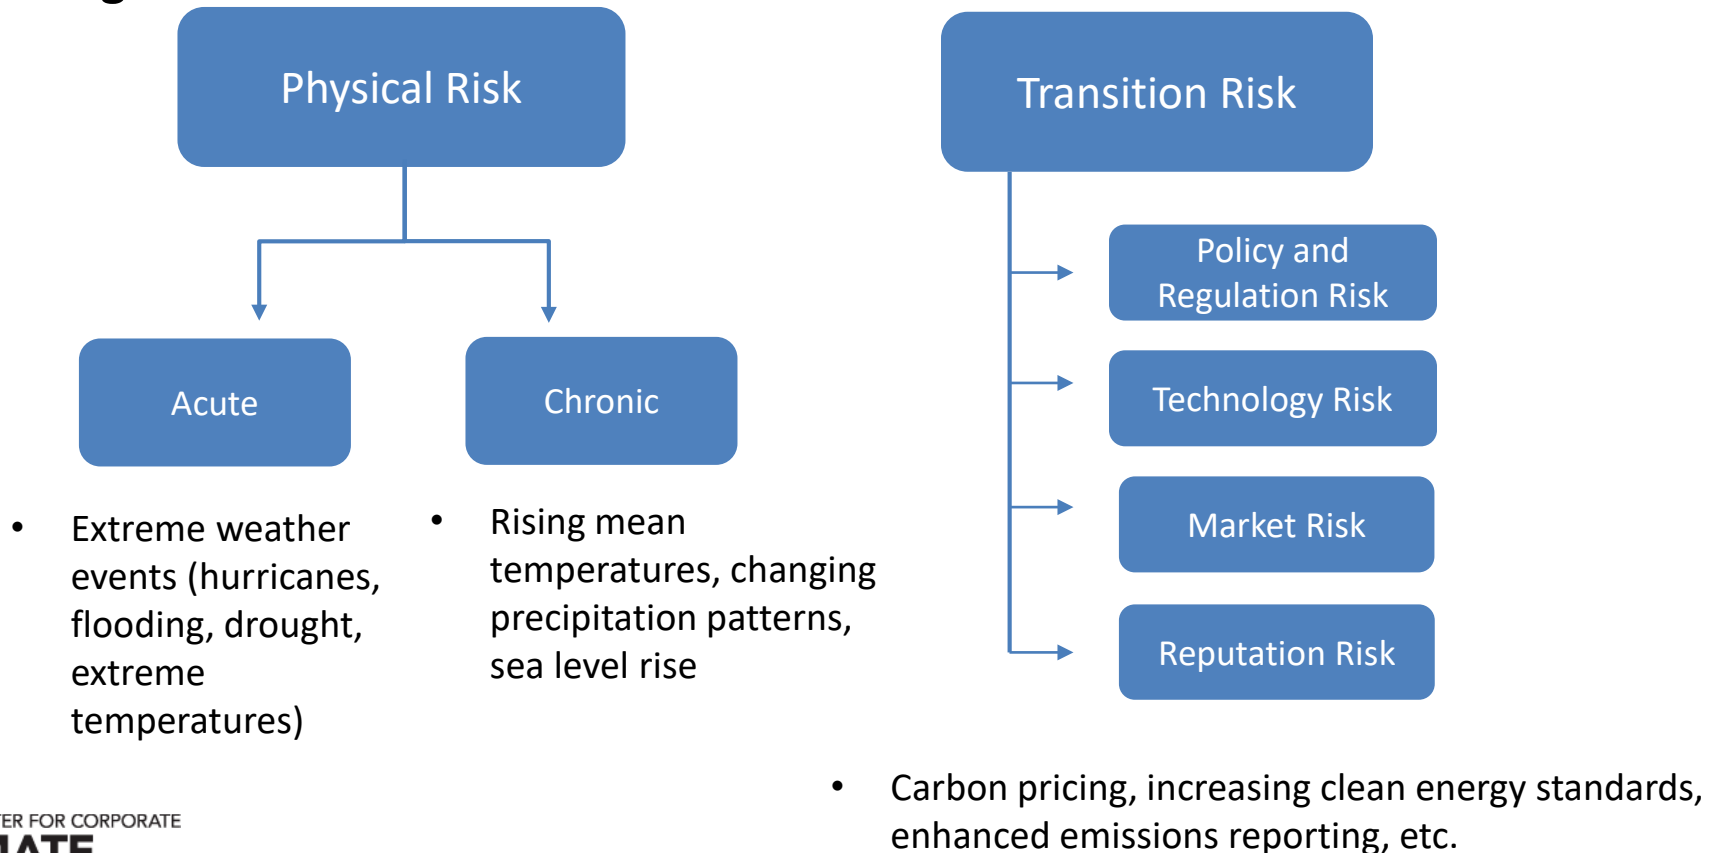 Physical Risk
Acute
Chronic
• Extreme weather
events (hurricanes,
flooding, drought,
extreme
temperatures)
• Rising mean
temperatures, changing
precipitation patterns,
sea level rise
Transition Risk
Policy and
Regulation Risk
Technology Risk
Market Risk
Reputation Risk
• Carbon pricing, increasing clean energy standards,
enhanced emissions reporting, etc.
FOR CORPORATE